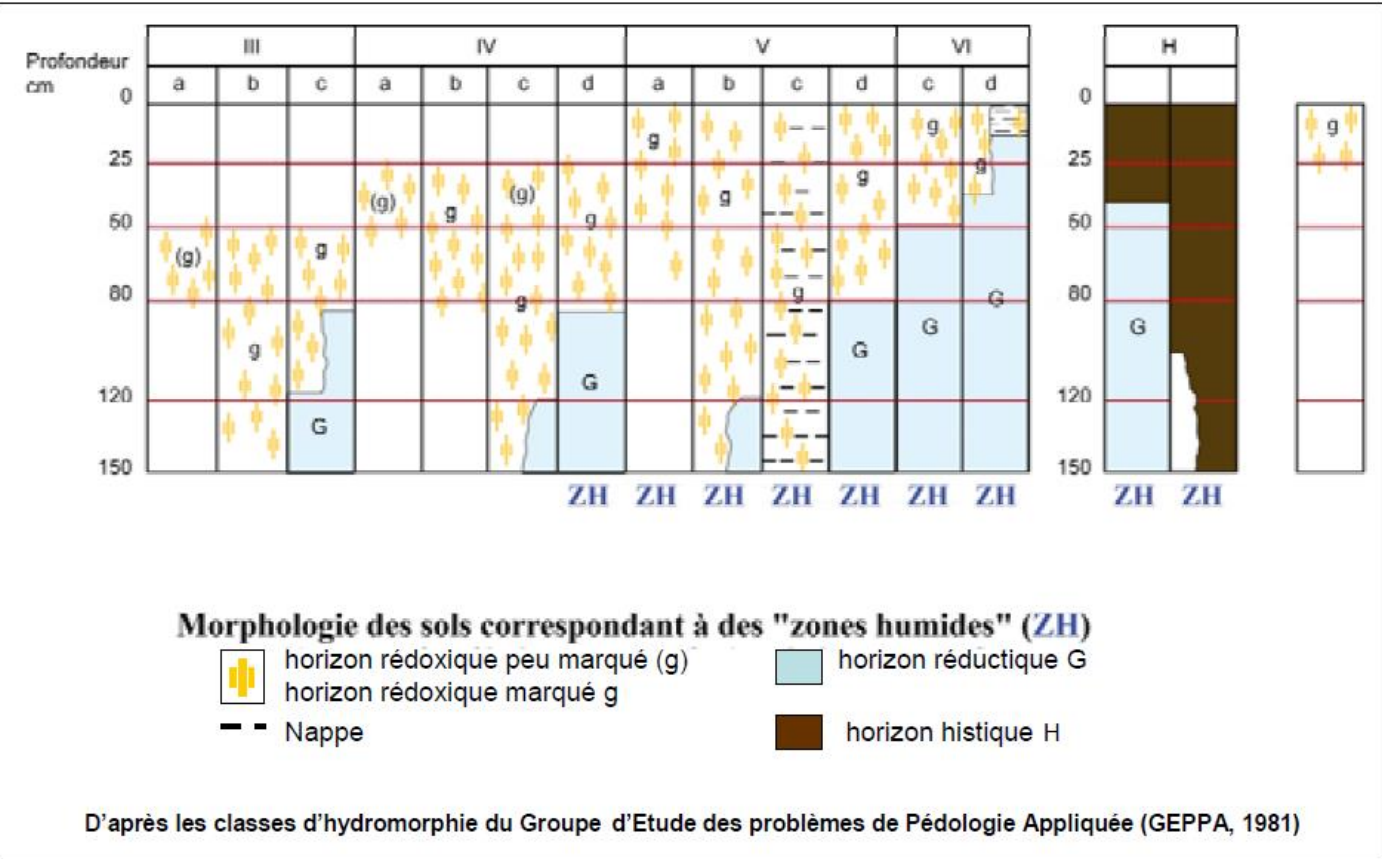 III IV V VI H
Profondeur
cm
a b c a b c d a b c d c d
0 0
g g g
25 25
g g
(g) g (g) g g g
50 50
(g) g
80 80
g g G
g G G G
G
120 120
G
150 150
ZH ZH ZH ZH ZH ZH ZH ZH ZH
Morphologie des sols correspondant à des "zones humides" (ZH)
horizon rédoxique peu marqué (g) horizon réductique G
horizon rédoxique marqué g
Nappe horizon histique H
D'après les classes d'hydromorphie du Groupe d'Etude des problèmes de Pédologie Appliquée (GEPPA, 1981)